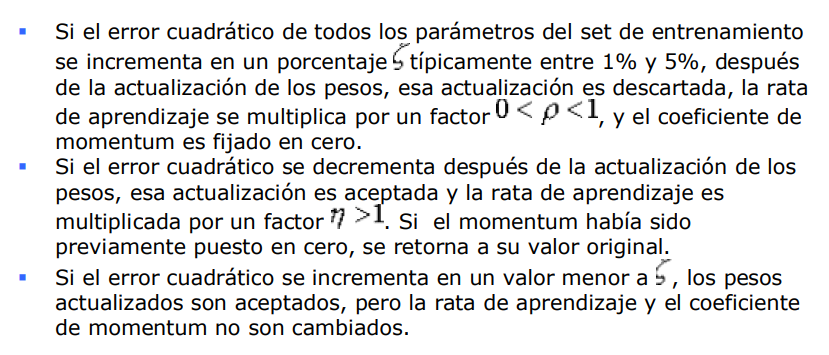 ▪ Si el error cuadrático de todos los parámetros del set de entrenamiento
se incrementa en un porcentaje ζ típicamente entre 1% y 5%, después
de la actualización de los pesos, esa actualización es descartada, la rata
de aprendizaje se multiplica por un factor 0 < ρ < 1, y el coeficiente de
momentum es fijado en cero.
▪ Si el error cuadrático se decrementa después de la actualización de los
pesos, esa actualización es aceptada y la rata de aprendizaje es
multiplicada por un factor η > 1. Si el momentum había sido
previamente puesto en cero, se retorna a su valor original.
▪ Si el error cuadrático se incrementa en un valor menor a ζ, los pesos
actualizados son aceptados, pero la rata de aprendizaje y el coeficiente
de momentum no son cambiados.